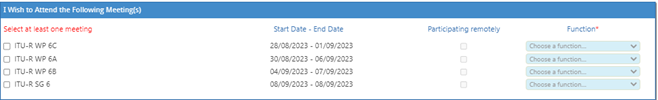 I Wish to Attend the Following Meeting(s)
Select at least one meeting Start Date - End Date Participating remotely Function*
ITU-R WP 6C 28/08/2023 - 01/09/2023 Choose a function...
ITU-R WP 6A 30/08/2023 - 06/09/2023 Choose a function...
ITU-R WP 6B 04/09/2023 - 07/09/2023 Choose a function...
ITU-R SG 6 08/09/2023 - 08/09/2023 Choose a function...